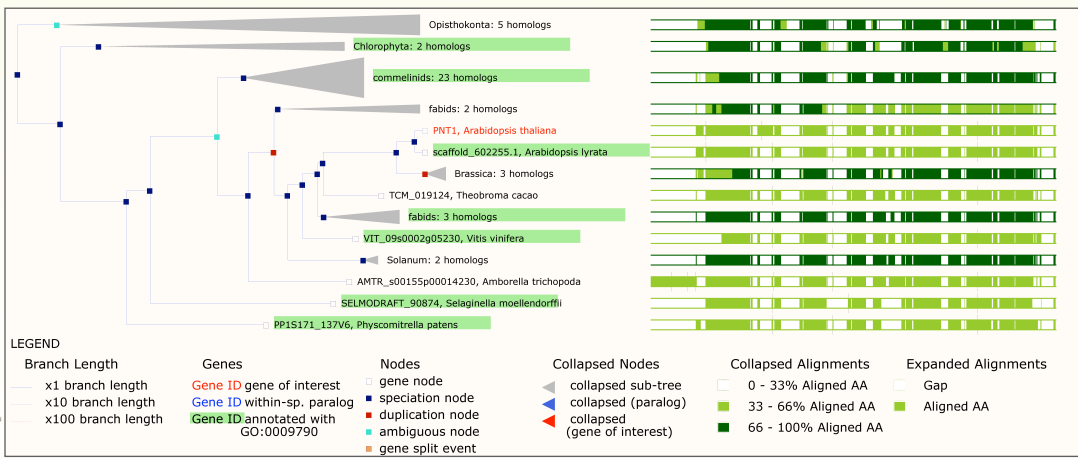 Opisthokonta: 5 homologs
Chlorophyta: 2 homologs
commelinids: 23 homologs
fabids: 2 homologs
PNT1, Arabidopsis thaliana
scaffold_602255.1, Arabidopsis lyrata
Brassica: 3 homologs
TCM_019124, Theobroma cacao
fabids: 3 homologs
VIT_09s0002g05230, Vitis vinifera
Solanum: 2 homologs
AMTR_s00155p00014230, Amborella trichopoda
SELMODRAFT_90874, Selaginella moellendorffii
PP1S171_137V6, Physcomitrella patens
LEGEND
Branch Length
x1 branch length
x10 branch length
x100 branch length
Genes
Gene ID gene of interest
Gene ID within-sp. paralog
Gene ID annotated with
GO:0009790
Nodes
gene node
speciation node
duplication node
ambiguous node
gene split event
Collapsed Nodes
collapsed sub-tree
collapsed (paralog)
collapsed
(gene of interest)
Collapsed Alignments
0 - 33% Aligned AA
33 - 66% Aligned AA
66 - 100% Aligned AA
Expanded Alignments
Gap
Aligned AA